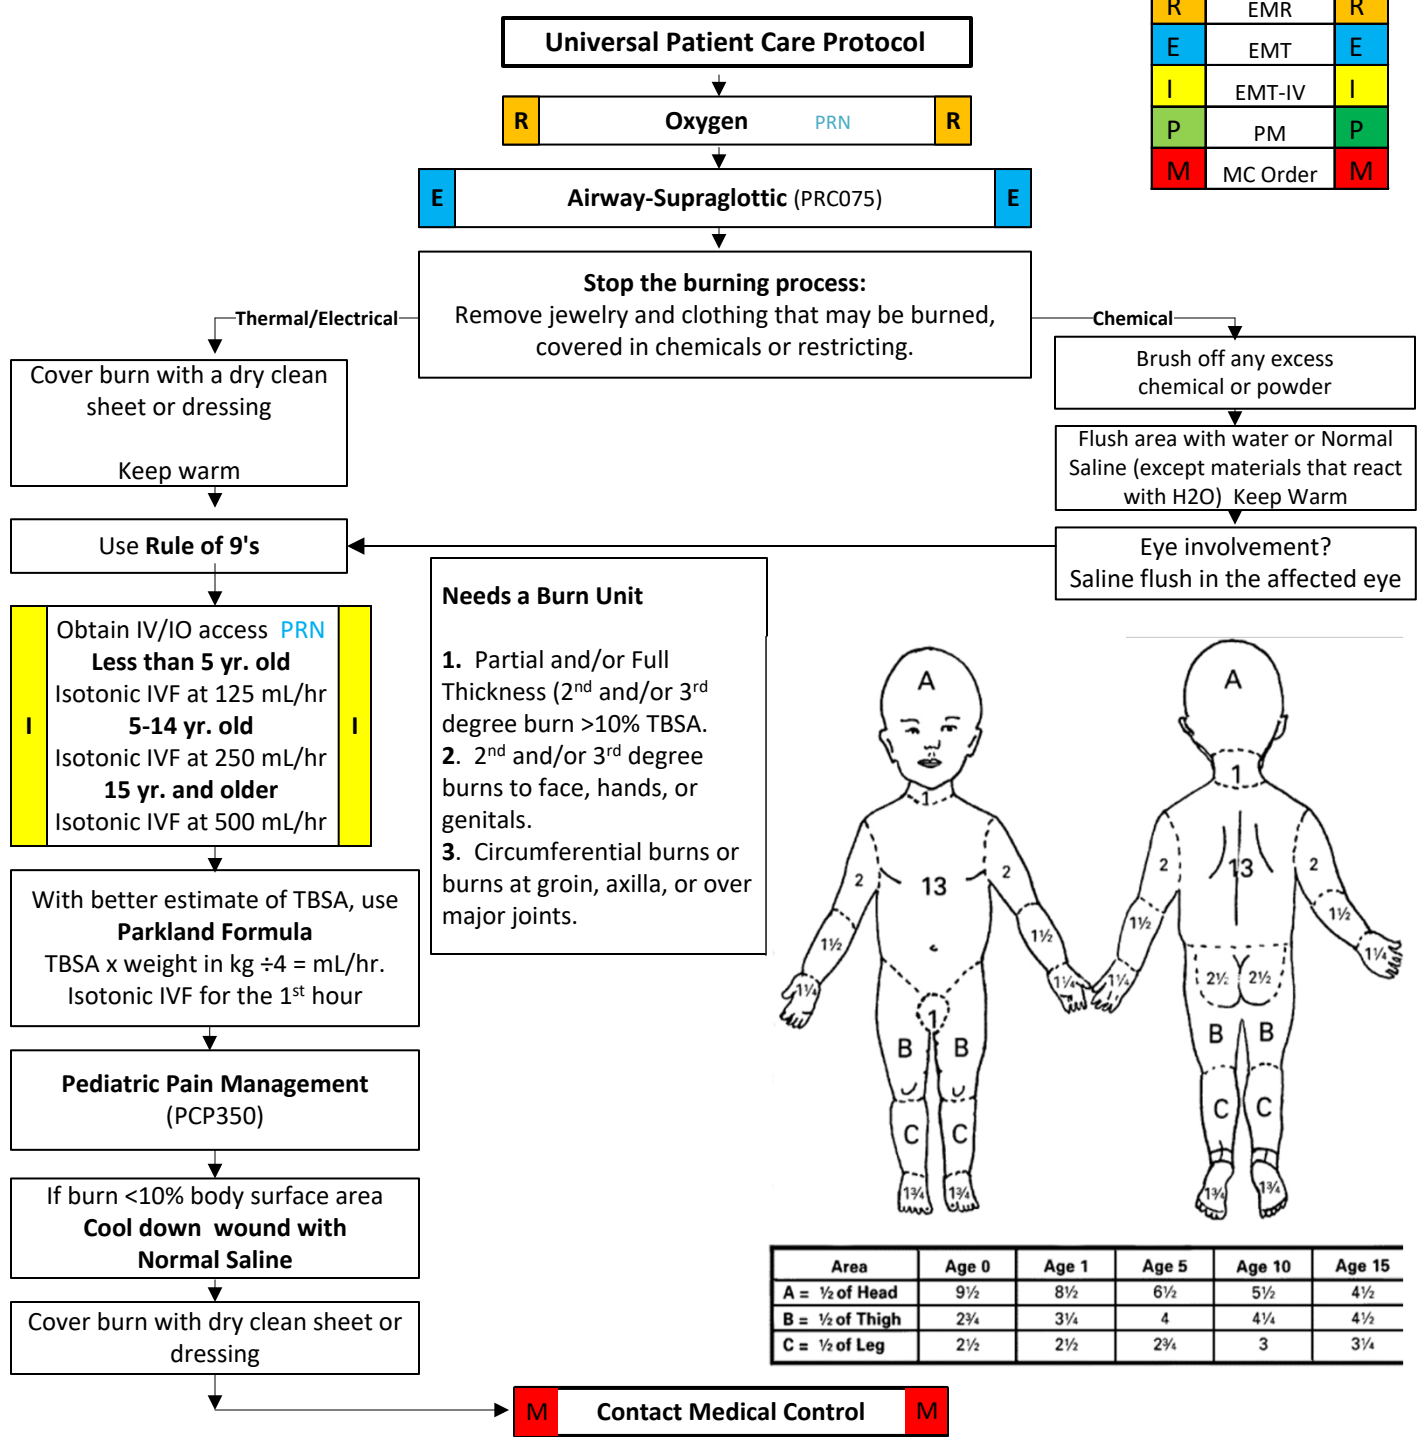 R EMR R
E EMT E
I EMT-IV I
P PM P
M MC Order M
Universal Patient Care Protocol
R Oxygen PRN R
E Airway-Supraglottic (PRC075) E
Stop the burning process:
Remove jewelry and clothing that may be burned,
covered in chemicals or restricting.
Thermal/Electrical
Chemical
Cover burn with a dry clean
sheet or dressing
Keep warm
Brush off any excess
chemical or powder
Flush area with water or Normal
Saline (except materials that react
with H2O) Keep Warm
Eye involvement?
Saline flush in the affected eye
Use Rule of 9's
I I
Obtain IV/IO access PRN
Less than 5 yr. old
Isotonic IVF at 125 mL/hr
5-14 yr. old
Isotonic IVF at 250 mL/hr
15 yr. and older
Isotonic IVF at 500 mL/hr
With better estimate of TBSA, use
Parkland Formula
TBSA x weight in kg ÷4 = mL/hr.
Isotonic IVF for the 1st hour
Pediatric Pain Management
(PCP350)
If burn <10% body surface area
Cool down wound with
Normal Saline
Cover burn with dry clean sheet or
dressing
M Contact Medical Control M
Needs a Burn Unit
1. Partial and/or Full
Thickness (2nd and/or 3rd
degree burn >10% TBSA.
2. 2nd and/or 3rd degree
burns to face, hands, or
genitals.
3. Circumferential burns or
burns at groin, axilla, or over
major joints.
A
1
2 13 2
1½ 1½
1¼ 1¼
1
B B
C C
1¾ 1¾
A
1
2 13 2
1½ 1½
1¼ 1¼
2½ 2½
B B
C C
1¾ 1¾
Area Age 0 Age 1 Age 5 Age 10 Age 15
A = ½ of Head 9½ 8½ 6½ 5½ 4½
B = ½ of Thigh 2¾ 3¼ 4 4¼ 4½
C = ½ of Leg 2½ 2½ 2¾ 3 3¼